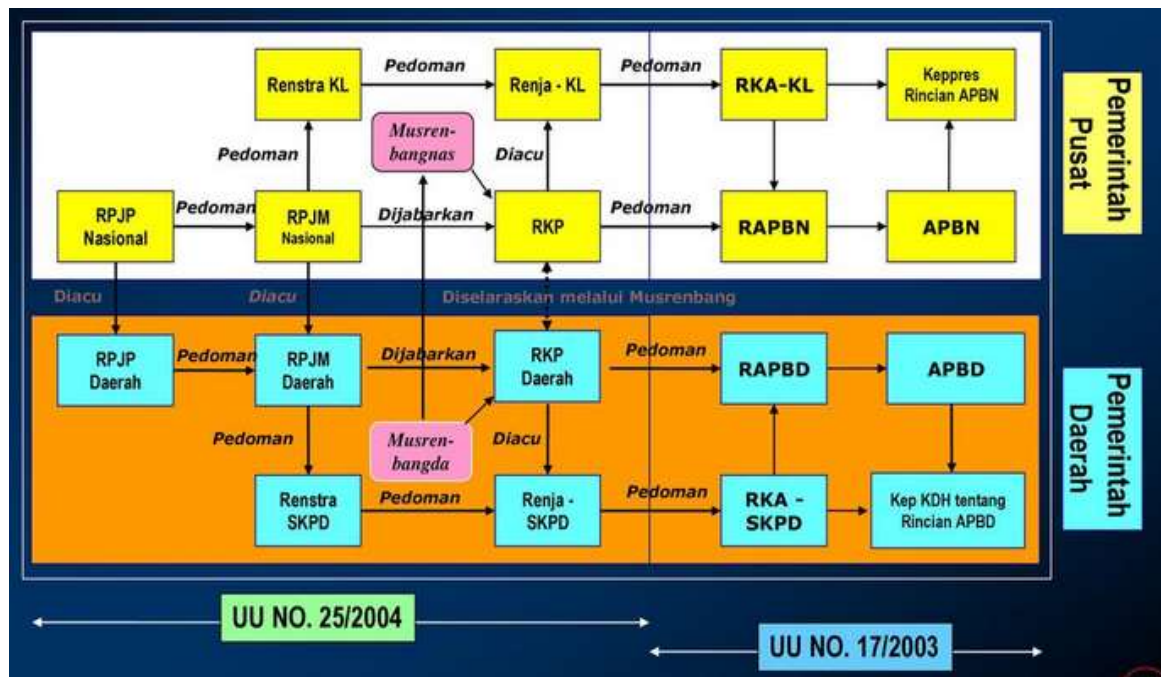 Pedoman
Pedoman
Renstra KL
Renja - KL
RKA-KL
Keppres
Rincian APBN
Musren-
bangnas
Pedoman
Diacu
RPJP
Nasional
Pedoman
RPJM
Nasional
Dijabarkan
RKP
Pedoman
RAPBN
APBN
Pemerintah
Pusat
Diacu
Diacu
Diselaraskan melalui Musrenbang
RPJP
Daerah
Pedoman
RPJM
Daerah
Dijabarkan
RKP
Daerah
Pedoman
RAPBD
APBD
Pedoman
Musren-
bangda
Diacu
Renstra
SKPD
Pedoman
Renja -
SKPD
Pedoman
RKA -
SKPD
Kep KDH tentang
Rincian APBD
Pemerintah
Daerah
UU NO. 25/2004
UU NO. 17/2003